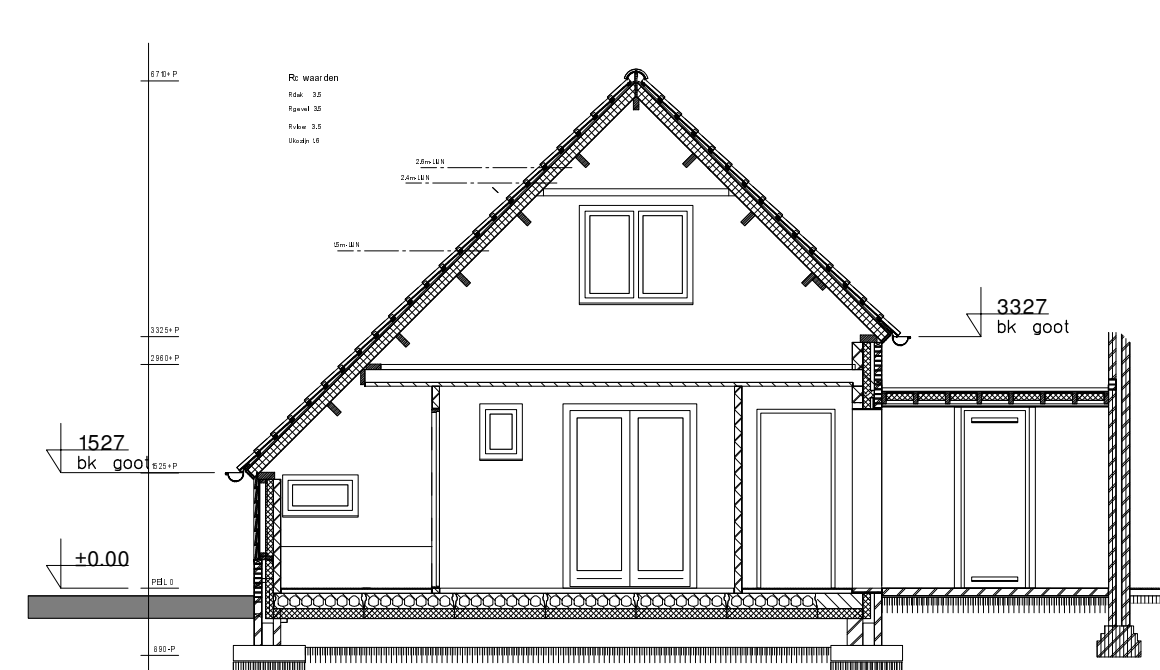 6710+P
Rc waarden
Rdak 3.5
Rgevel 3.5
Rvloer 3.5
Ukozijn 1.6
2.6m-LIJN
2.4m-LIJN
1.5m-LIJN
3327
bk goot
3325+P
2960+P
1527
bk goot
1525+P
±0.00
PEIL 0
890-P